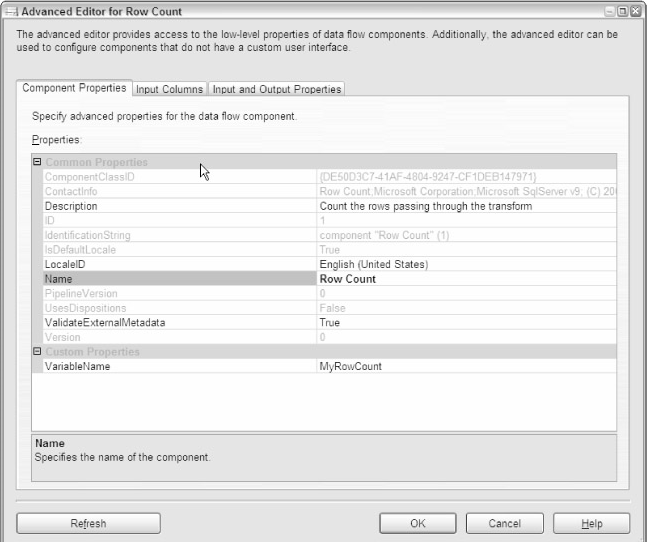 Advanced Editor for Row Count
The advanced editor provides access to the low-level properties of data flow components. Additionally, the advanced editor can be
used to configure components that do not have a custom user interface.
Component Properties Input Columns Input and Output Properties
Specify advanced properties for the data flow component.
Properties:
Common Properties
ComponentClassID {DE50D3C7-41AF-4804-9247-CF1DEB147971}
ContactInfo Row Count;Microsoft Corporation;Microsoft SqlServer v9; (C) 200
Description Count the rows passing through the transform
ID 1
IdentificationString component "Row Count" (1)
IsDefaultLocale True
LocaleID English (United States)
Name Row Count
PipelineVersion 0
UsesDispositions False
ValidateExternalMetadata True
Version 0
Custom Properties
VariableName MyRowCount
Name
Specifies the name of the component.
Refresh OK Cancel Help